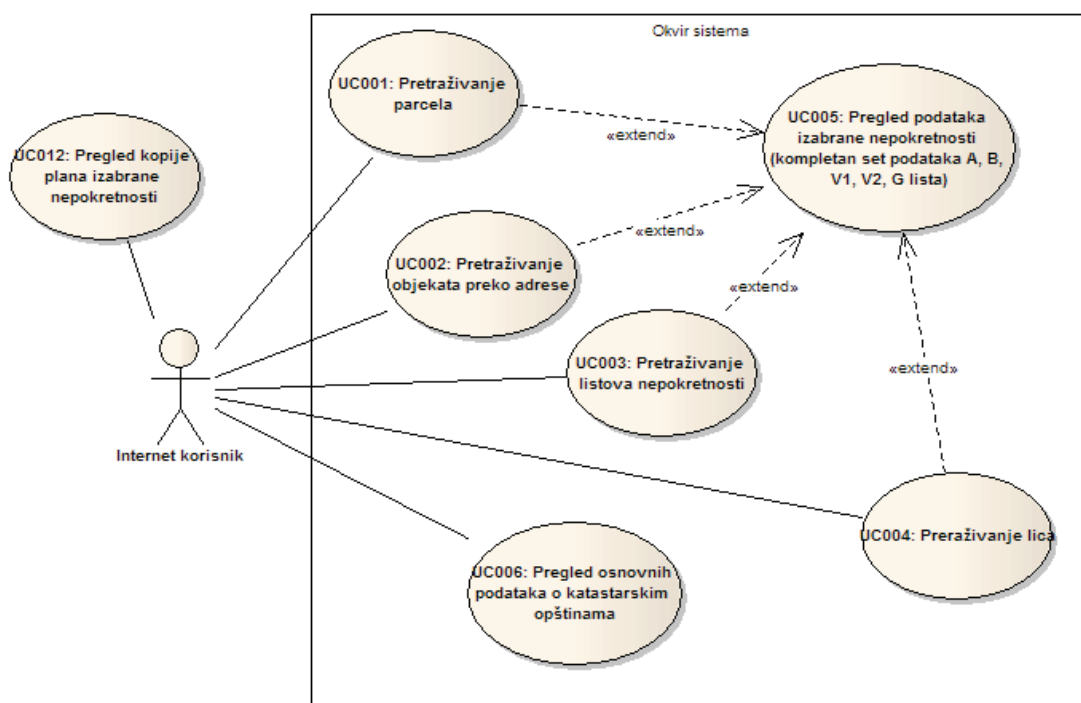 Okvir sistema
UC001: Pretraživanje
parcela
UC005: Pregled podataka
izabrane nepokretnosti
(kompletan set podataka A, B,
V1, V2, G lista)
«extend»
UC012: Pregled kopije
plana izabrane
nepokretnosti
UC002: Pretraživanje
objekata preko adrese
«extend»
«extend»
UC003: Pretraživanje
listova nepokretnosti
«extend»
Internet korisnik
UC004: Preraživanje lica
UC006: Pregled osnovnih
podataka o katastarskim
opštinama